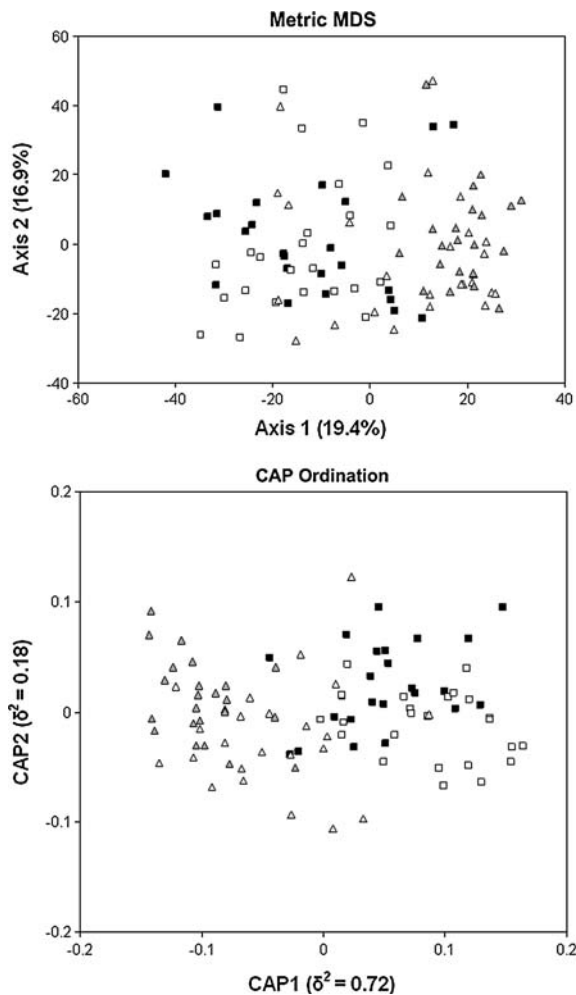 Metric MDS
60
40
20
0
-20
-40
-60 -40 -20 0 20 40
Axis 2 (16.9%)
Axis 1 (19.4%)
CAP Ordination
0.2
0.1
0
-0.1
-0.2
-0.2 -0.1 0 0.1 0.2
CAP2 (δ² = 0.18)
CAP1 (δ² = 0.72)